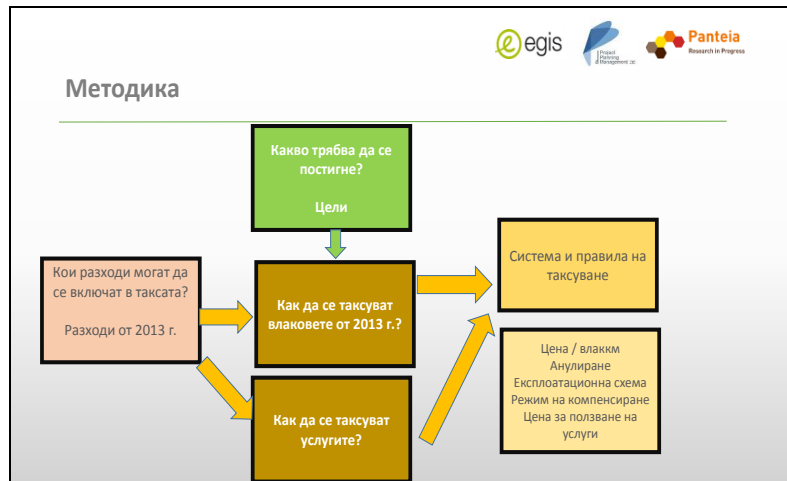 egis
Project
Planning
Management
Panteia
Research in Progress
Методика
Какво трябва да се
постигне?
Цели
Кои разходи могат да
се включат в таксата?
Разходи от 2013 г.
Как да се таксуват
влаковете от 2013 г.?
Как да се таксуват
услугите?
Система и правила на
таксуване
Цена / влаккм
Анулиране
Експлоатационна схема
Режим на компенсиране
Цена за ползване на
услуги